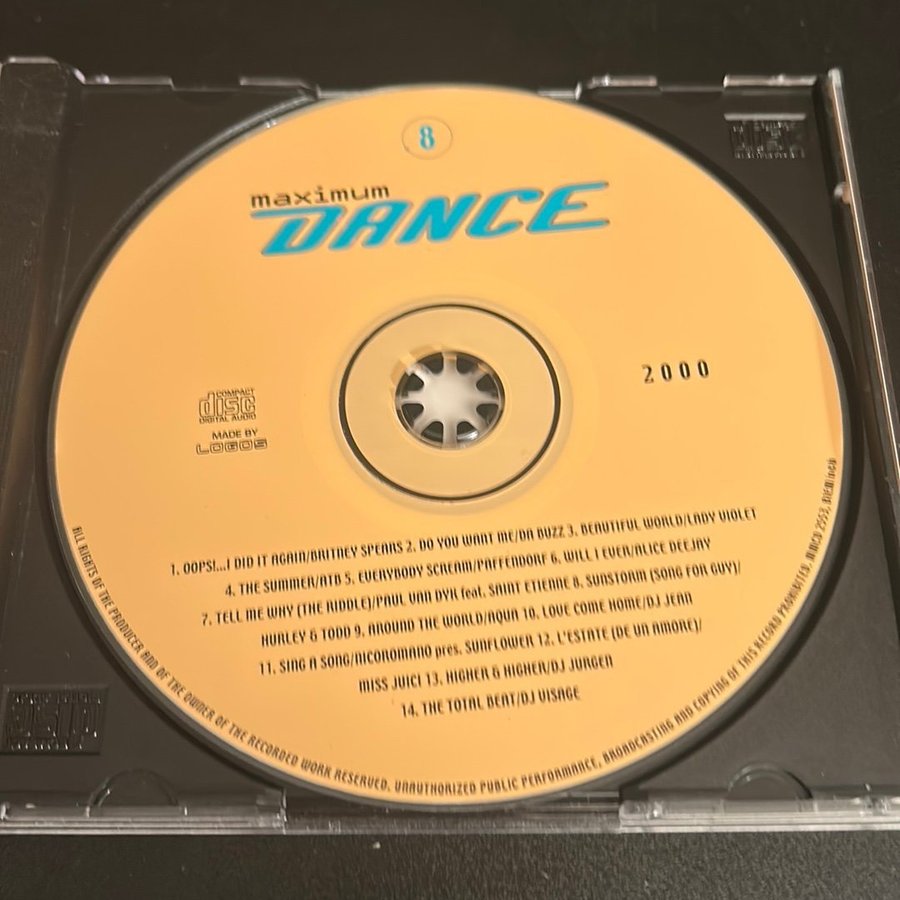 8
maximum
DANCE
2000
COMPACT
disc
DIGITAL AUDIO
MADE BY
LOGOS
1. OOPS!...I DID IT AGAIN/BRITNEY SPEARS 2. DO YOU WANT ME/DA BUZZ 3. BEAUTIFUL WORLD/LADY VIOLET
4. THE SUMMER/ATB 5. EVERYBODY SCREAM/PAFFENDORF 6. WILL I EVER/ALICE DEEJAY
7. TELL ME WHY (THE RIDDLE)/PAUL VAN DYK feat. SAINT ETIENNE 8. SUNSTORM (SONG FOR GUY)/
HURLEY & TODD 9. AROUND THE WORLD/AQUA 10. LOVE COME HOME/DJ JEAN
11. SING A SONG/NICOROMANO pres. SUNFLOWER 12. L'ESTATE (DE UN AMORE)/
MISS JUICI 13. HIGHER & HIGHER/DJ JURGEN
14. THE TOTAL BEAT/DJ VISAGE
ALL RIGHTS OF THE PRODUCER AND OF THE OWNER OF THE RECORDED WORK RESERVED. UNAUTHORIZED PUBLIC PERFORMANCE, BROADCASTING AND COPYING OF THIS RECORD PROHIBITED.